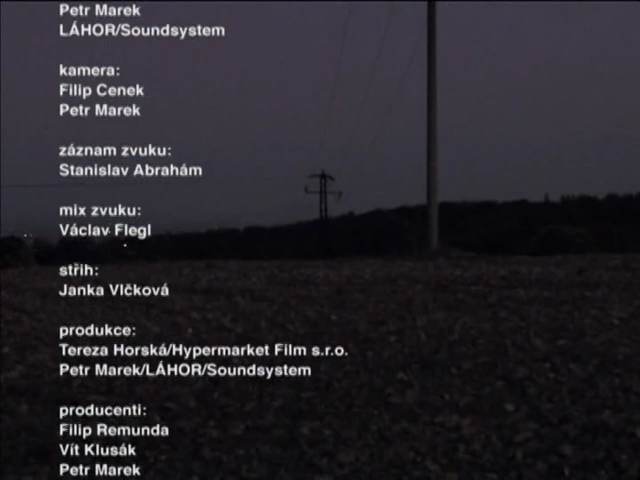 Petr Marek
LÁHOR/Soundsystem
kamera:
Filip Cenek
Petr Marek
záznam zvuku:
Stanislav Abrahám
mix zvuku:
Václav Flegl
střih:
Janka Vlčková
produkce:
Tereza Horská/Hypermarket Film s.r.o.
Petr Marek/LÁHOR/Soundsystem
producenti:
Filip Remunda
Vít Klusák
Petr Marek